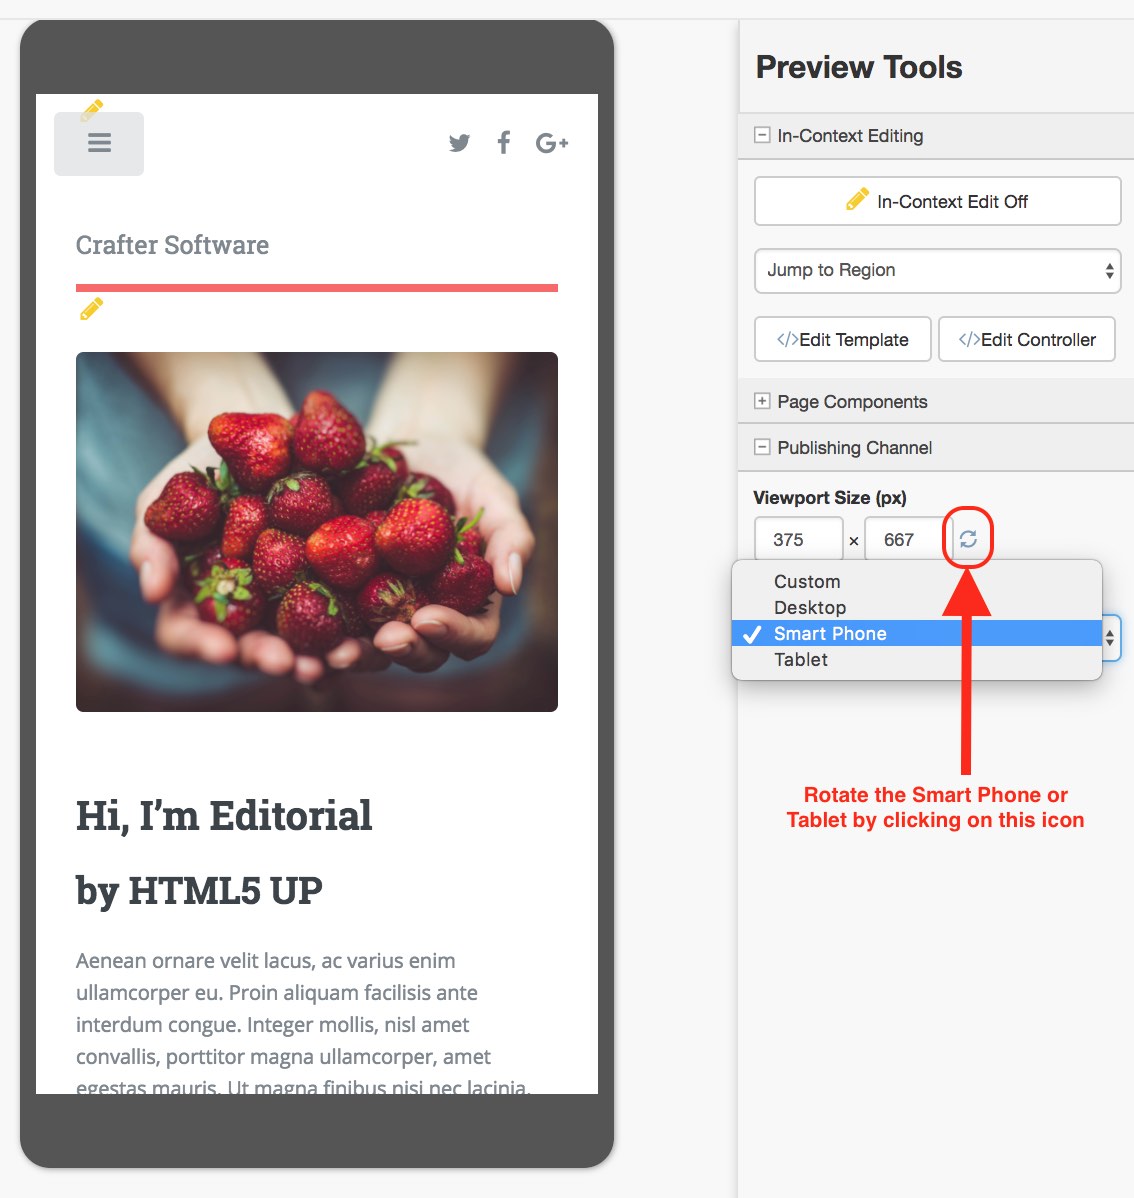 Crafter Software
Hi, I’m Editorial
by HTML5 UP
Aenean ornare velit lacus, ac varius enim
ullamcorper eu. Proin aliquam facilisis ante
interdum congue. Integer mollis, nisl amet
convallis, porttitor magna ullamcorper, amet
egestas mauris. Ut magna finibus nisi nec lacinia.
Preview Tools
In-Context Editing
In-Context Edit Off
Jump to Region
</>Edit Template
</>Edit Controller
Page Components
Publishing Channel
Viewport Size (px)
375 × 667
Custom
Desktop
Smart Phone
Tablet
Rotate the Smart Phone or
Tablet by clicking on this icon